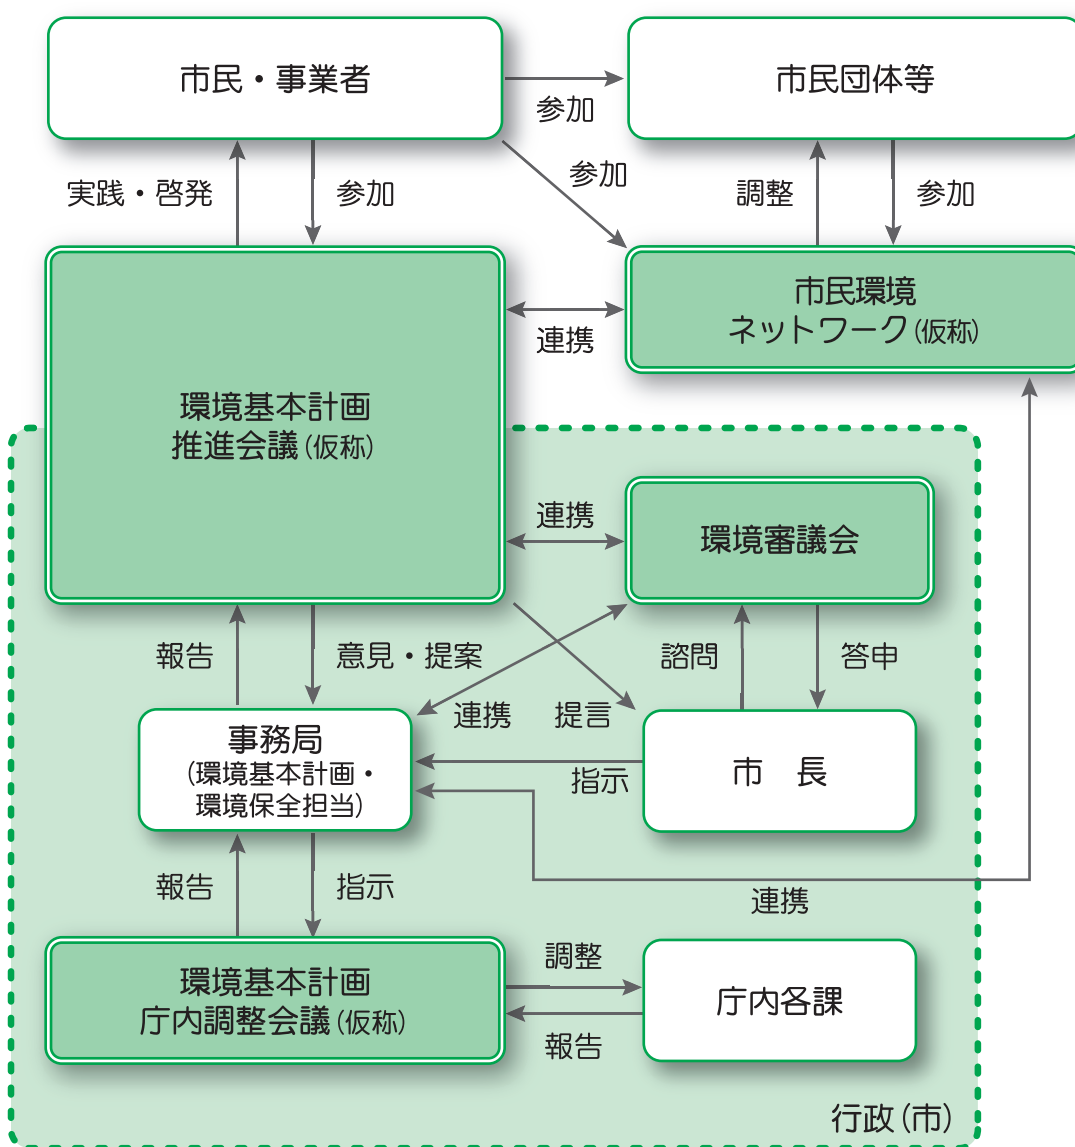 市民・事業者
参加
市民団体等
参加
実践・啓発
参加
調整
参加
市民環境
ネットワーク(仮称)
連携
環境基本計画
推進会議(仮称)
連携
環境審議会
報告
意見・提案
諮問
答申
連携
提言
事務局
(環境基本計画・
環境保全担当)
指示
市　長
報告
指示
連携
環境基本計画
庁内調整会議(仮称)
調整
庁内各課
報告
行政(市)